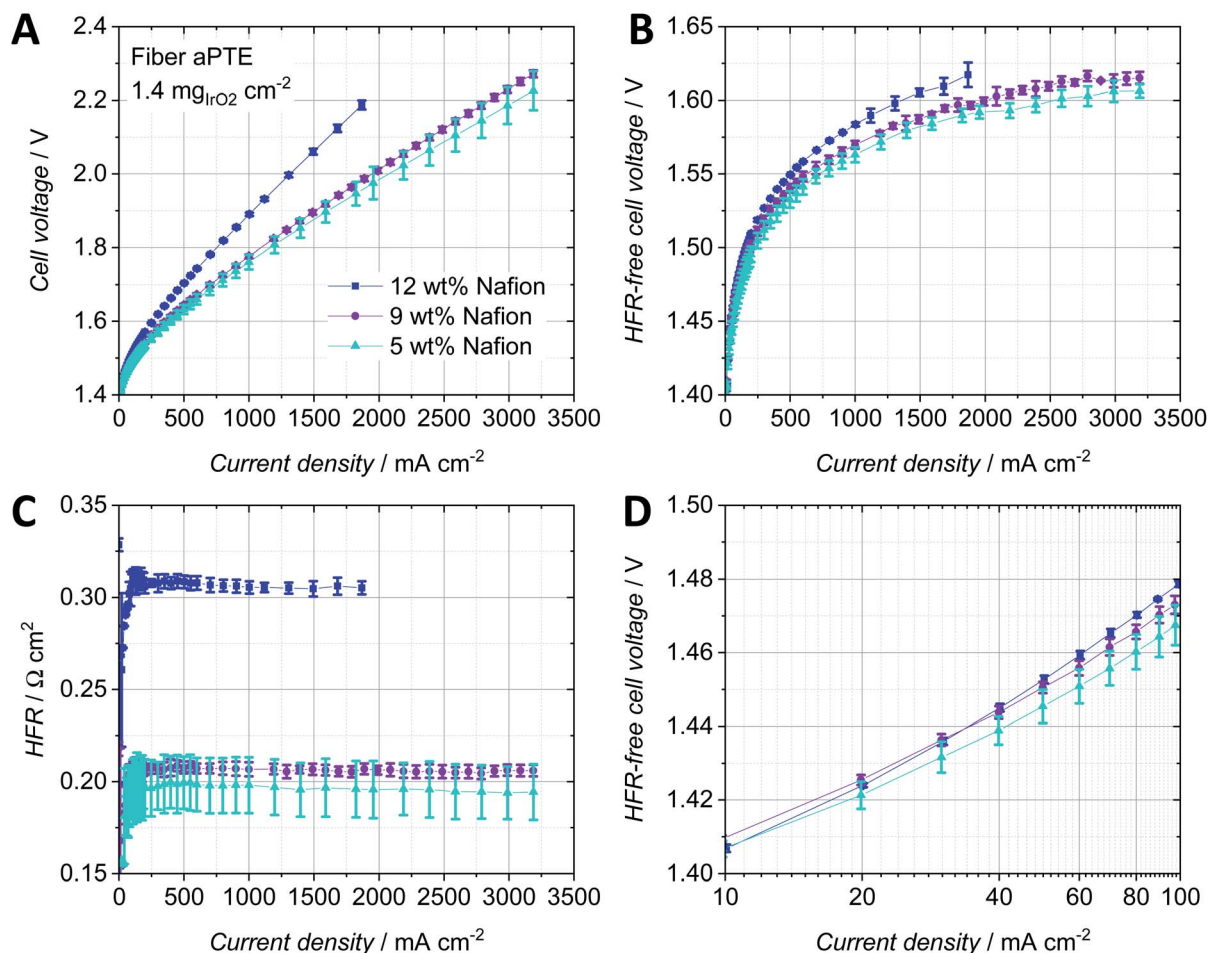 A
Fiber aPTE
1.4 mg_IrO2 cm⁻²
Cell voltage / V
2.4
2.2
2.0
1.8
1.6
1.4
12 wt% Nafion
9 wt% Nafion
5 wt% Nafion
0 500 1000 1500 2000 2500 3000 3500
Current density / mA cm⁻²
B
HFR-free cell voltage / V
1.65
1.60
1.55
1.50
1.45
1.40
0 500 1000 1500 2000 2500 3000 3500
Current density / mA cm⁻²
C
HFR / Ω cm²
0.35
0.30
0.25
0.20
0.15
0 500 1000 1500 2000 2500 3000 3500
Current density / mA cm⁻²
D
HFR-free cell voltage / V
1.50
1.48
1.46
1.44
1.42
1.40
10 20 40 60 80 100
Current density / mA cm⁻²